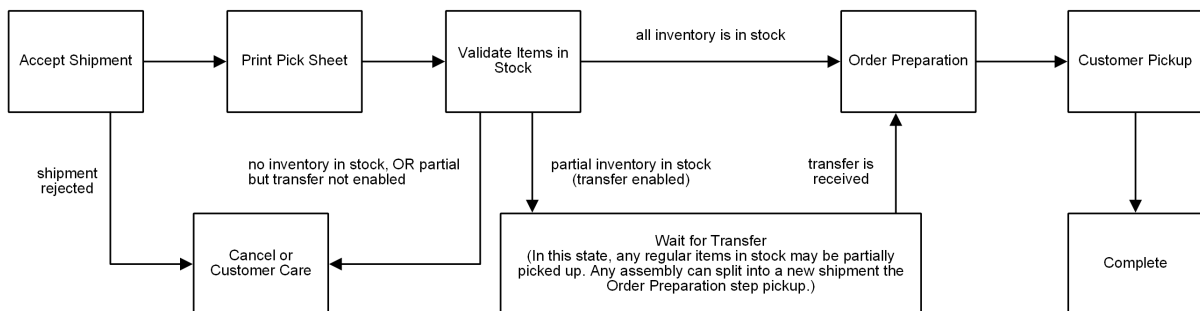 Accept Shipment
Print Pick Sheet
Validate Items in
Stock
all inventory is in stock
Order Preparation
Customer Pickup
shipment
rejected
no inventory in stock, OR partial
but transfer not enabled
partial inventory in stock
(transfer enabled)
transfer is
received
Cancel or
Customer Care
Wait for Transfer
(In this state, any regular items in stock may be partially
picked up. Any assembly can split into a new shipment the
Order Preparation step pickup.)
Complete